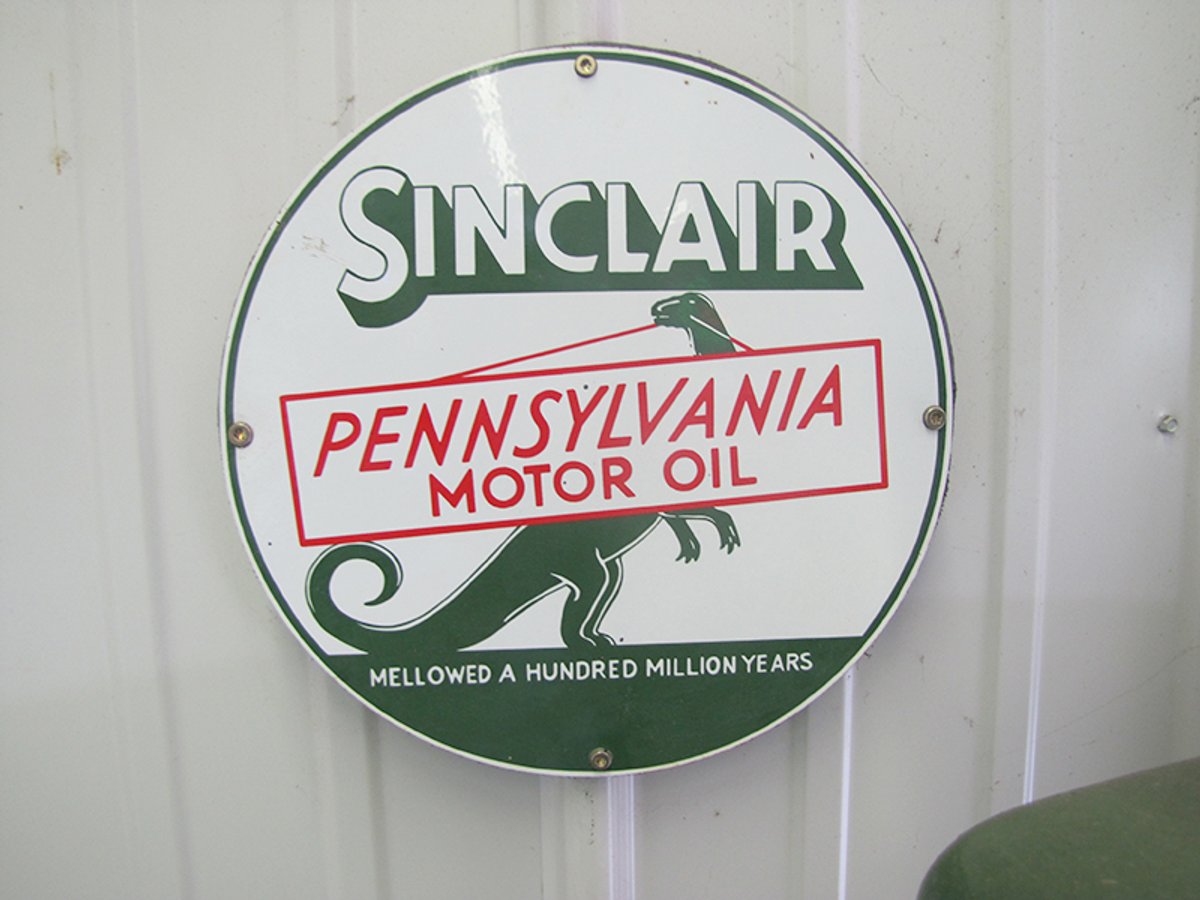 SINCLAIR
PENNSYLVANIA
MOTOR OIL
MELLOWED A HUNDRED MILLION YEARS